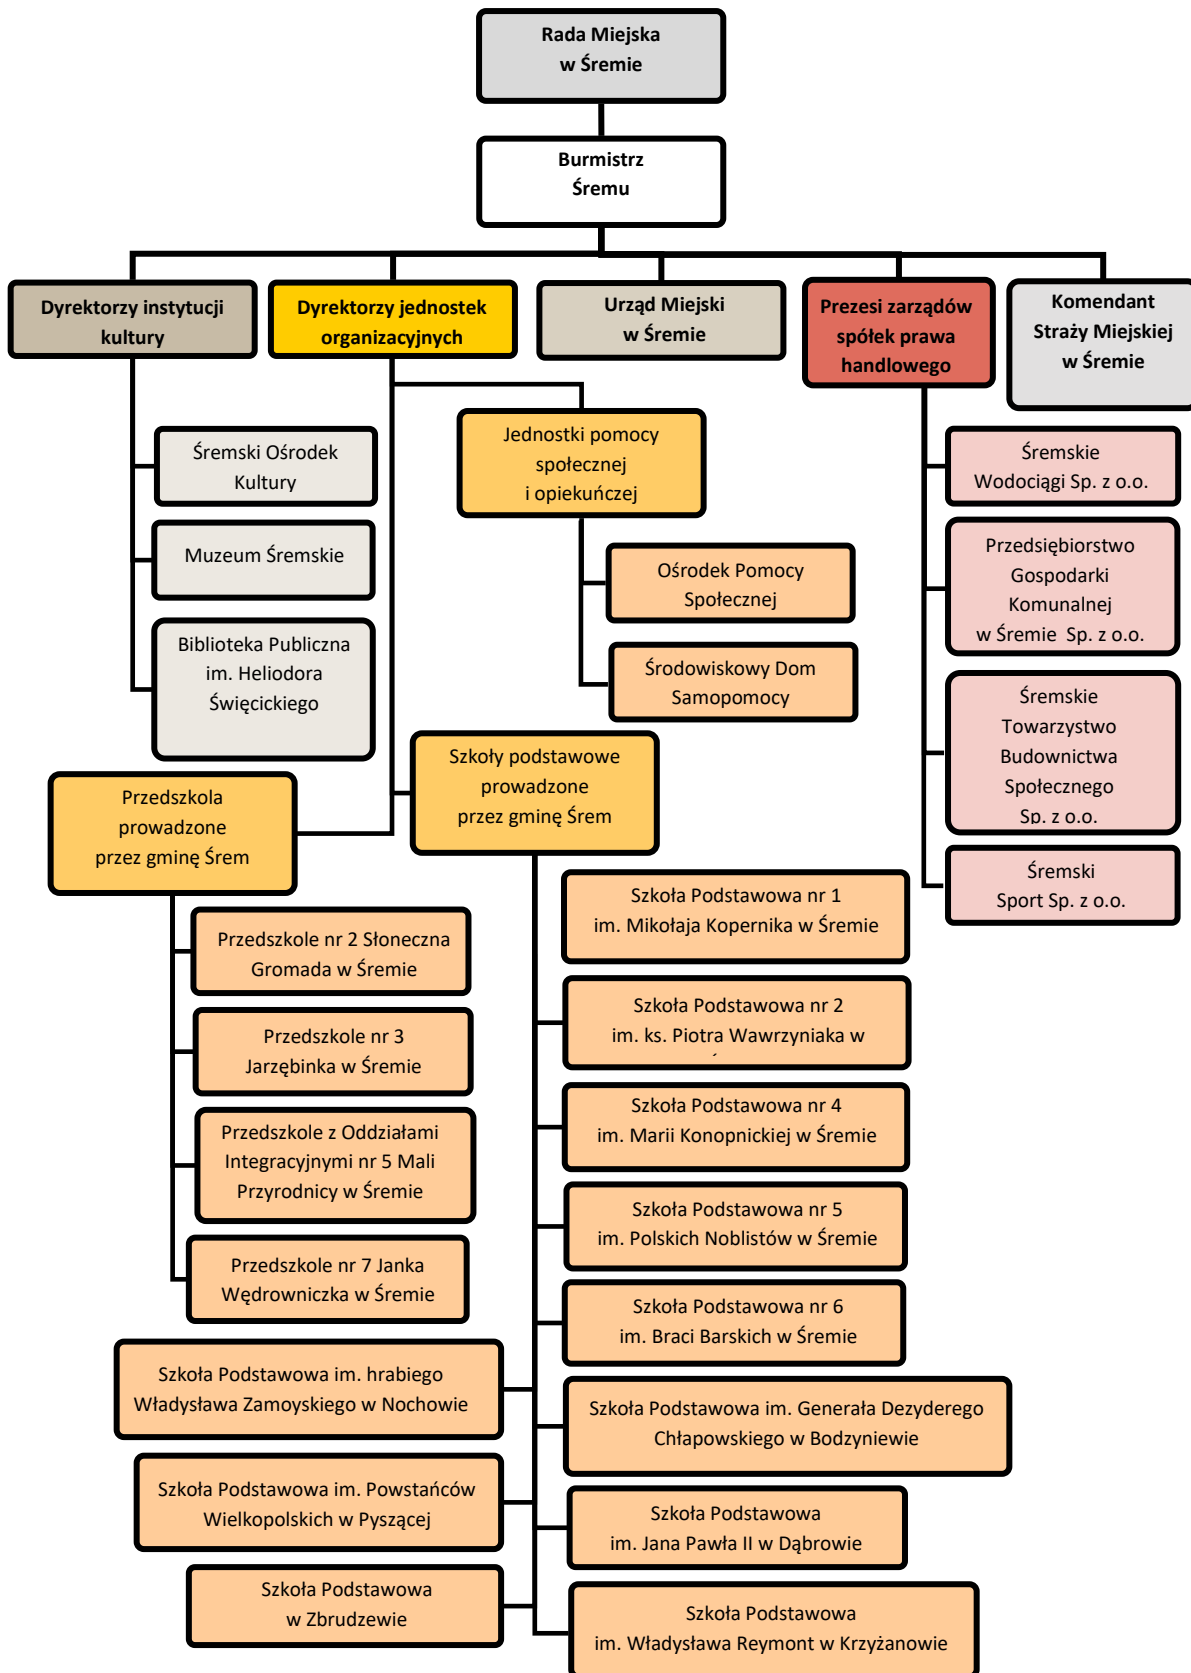 Rada Miejska
w Śremie
Burmistrz
Śremu
Dyrektorzy instytucji
kultury
Dyrektorzy jednostek
organizacyjnych
Urząd Miejski
w Śremie
Prezesi zarządów
spółek prawa
handlowego
Komendant
Straży Miejskiej
w Śremie
Śremski Ośrodek
Kultury
Muzeum Śremskie
Biblioteka Publiczna
im. Heliodora
Święcickiego
Jednostki pomocy
społecznej
i opiekuńczej
Ośrodek Pomocy
Społecznej
Środowiskowy Dom
Samopomocy
Śremskie
Wodociągi Sp. z o.o.
Przedsiębiorstwo
Gospodarki
Komunalnej
w Śremie Sp. z o.o.
Śremskie
Towarzystwo
Budownictwa
Społecznego
Sp. z o.o.
Śremski
Sport Sp. z o.o.
Przedszkola
prowadzone
przez gminę Śrem
Szkoły podstawowe
prowadzone
przez gminę Śrem
Przedszkole nr 2 Słoneczna
Gromada w Śremie
Przedszkole nr 3
Jarzębinka w Śremie
Przedszkole z Oddziałami
Integracyjnymi nr 5 Mali
Przyrodnicy w Śremie
Przedszkole nr 7 Janka
Wędrowniczka w Śremie
Szkoła Podstawowa nr 1
im. Mikołaja Kopernika w Śremie
Szkoła Podstawowa nr 2
im. ks. Piotra Wawrzyniaka w
Szkoła Podstawowa nr 4
im. Marii Konopnickiej w Śremie
Szkoła Podstawowa nr 5
im. Polskich Noblistów w Śremie
Szkoła Podstawowa nr 6
im. Braci Barskich w Śremie
Szkoła Podstawowa im. hrabiego
Władysława Zamoyskiego w Nochowie
Szkoła Podstawowa im. Generała Dezyderego
Chłapowskiego w Bodzyniewie
Szkoła Podstawowa im. Powstańców
Wielkopolskich w Pyszącej
Szkoła Podstawowa
im. Jana Pawła II w Dąbrowie
Szkoła Podstawowa
w Zbrudzewie
Szkoła Podstawowa
im. Władysława Reymont w Krzyżanowie